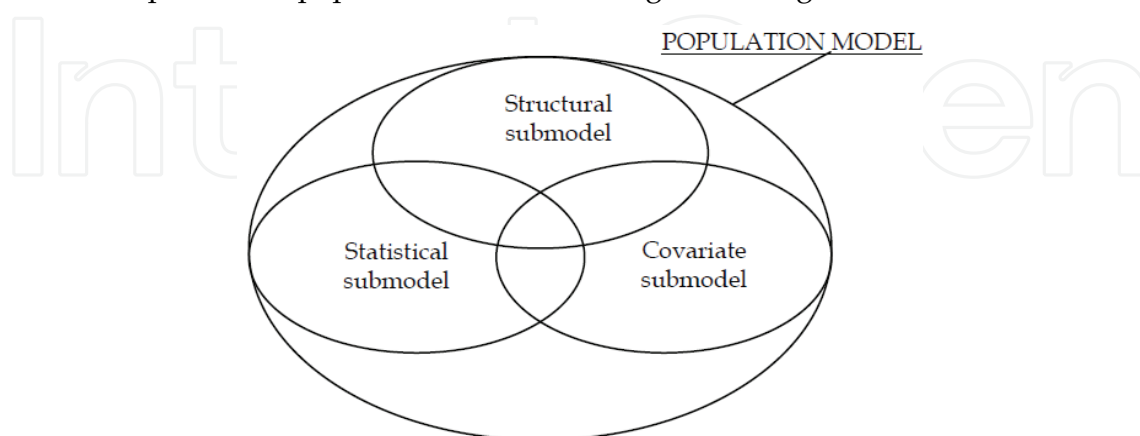 POPULATION MODEL
Structural
submodel
Statistical
submodel
Covariate
submodel